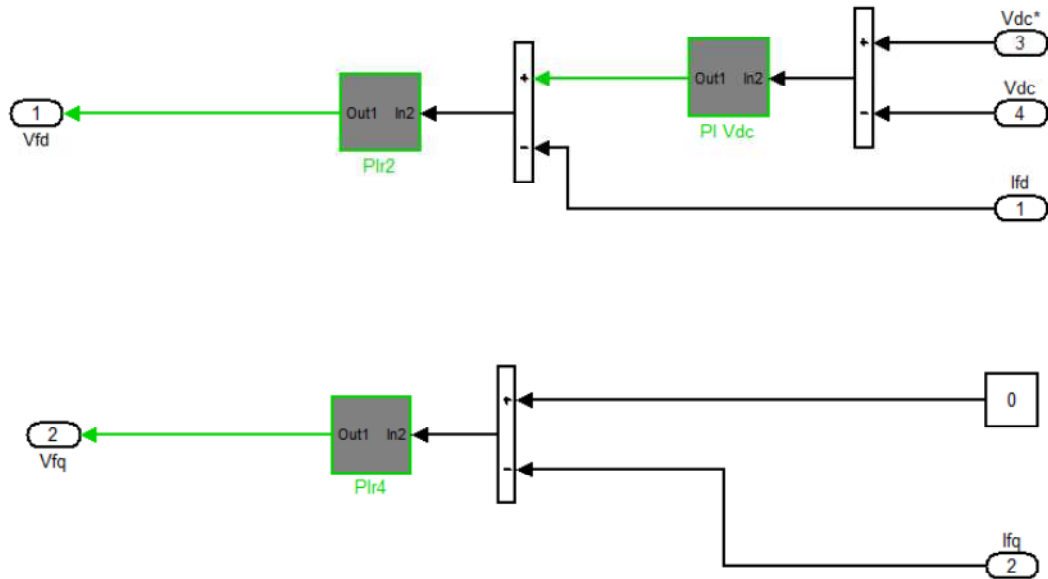 Vdc*
3
+
Out1 In2
+
Out1 In2
1
Vfd
Vdc
4
-
PI Vdc
-
PIr2
Ifd
1
0
+
Out1 In2
2
Vfq
-
PIr4
Ifq
2